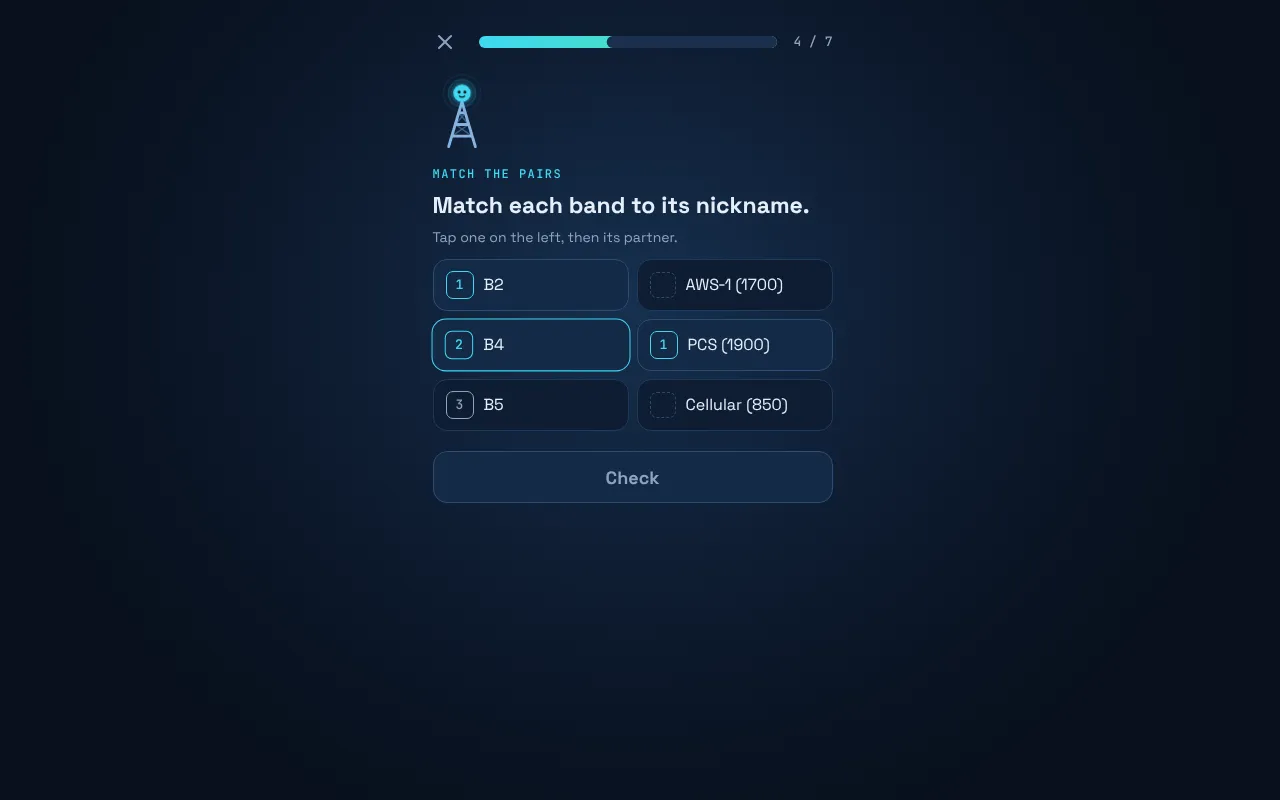 4 / 7
MATCH THE PAIRS
Match each band to its nickname.
Tap one on the left, then its partner.
1 B2
AWS-1 (1700)
2 B4
1 PCS (1900)
3 B5
Cellular (850)
Check